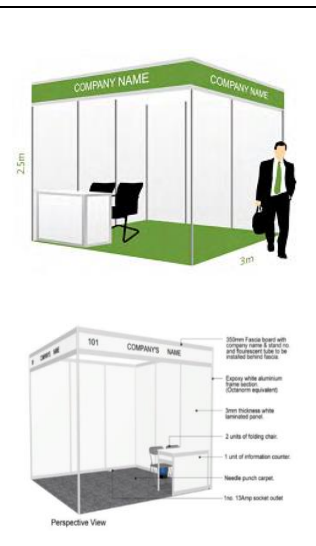 COMPANY NAME
COMPANY NAME
2.5m
3m
101
COMPANY'S NAME
NAME
350mm Fascia board with
company name & stand no
and flourescent tube to be
installed behind fascia.
Expoxy white aluminium
frame section.
(Octanorm equivalent)
3mm thickness white
laminated panel.
2 units of folding chair.
1 unit of information counter.
Needle punch carpet.
1no. 13Amp socket outlet
Perspective View